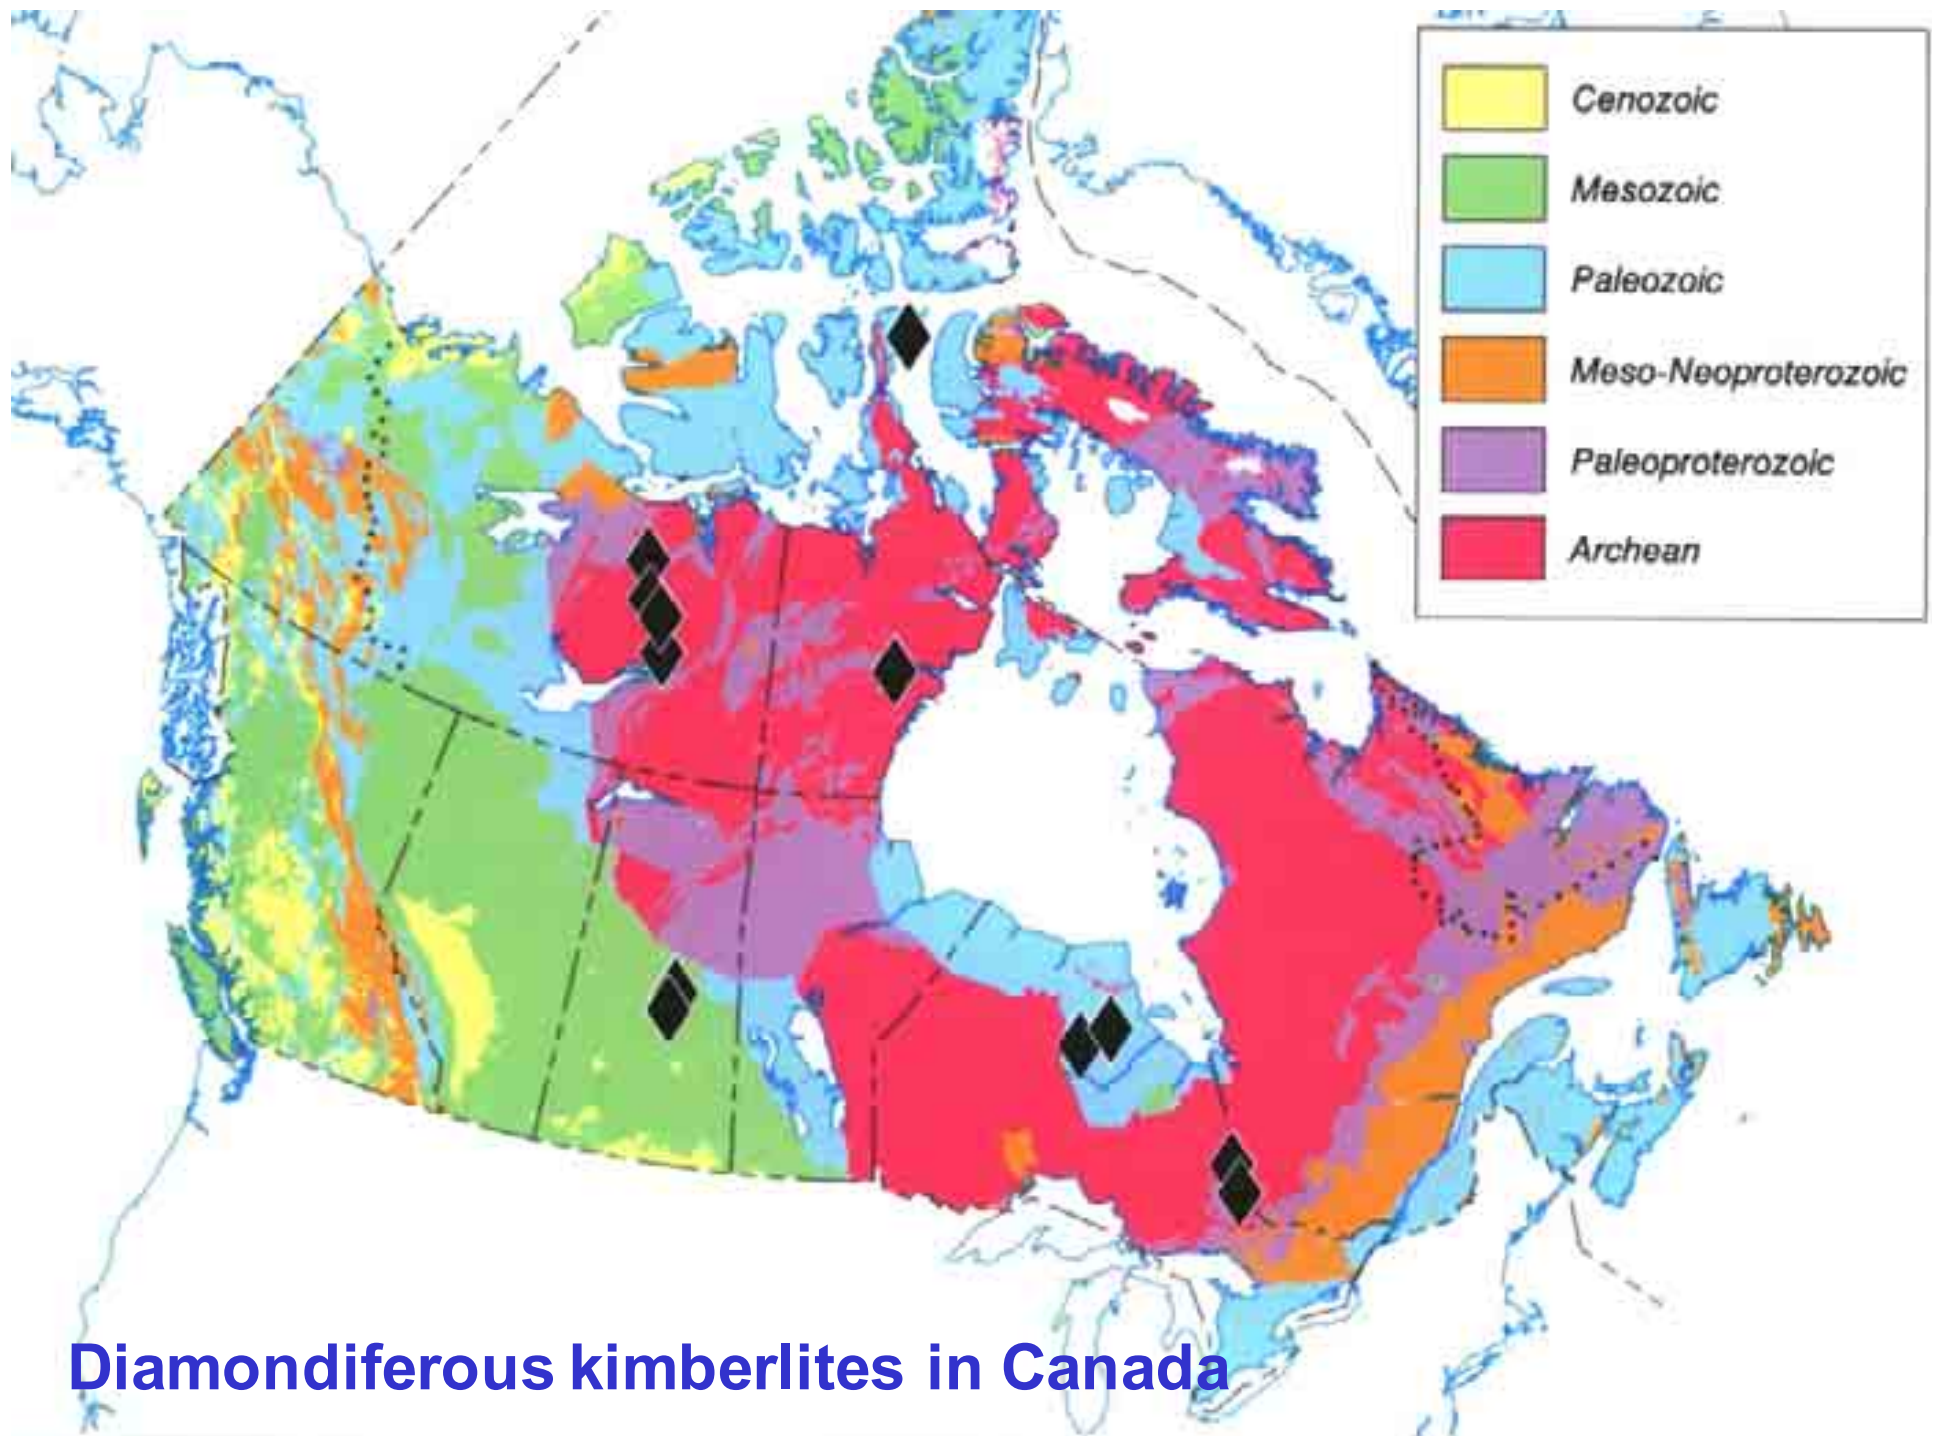 Cenozoic
Mesozoic
Paleozoic
Meso-Neoproterozoic
Paleoproterozoic
Archean
Diamondiferous kimberlites in Canada